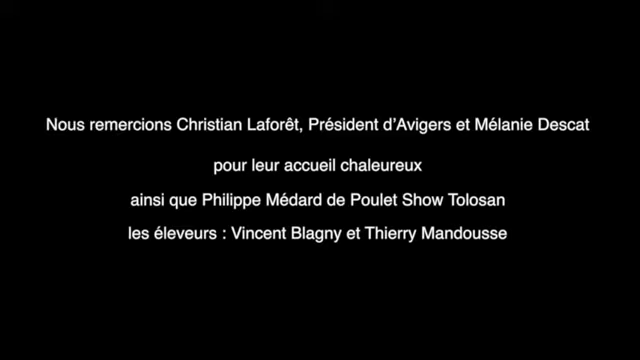 Nous remercions Christian Laforêt, Président d'Avigers et Mélanie Descat
pour leur accueil chaleureux
ainsi que Philippe Médard de Poulet Show Tolosan
les éleveurs : Vincent Blagny et Thierry Mandousse